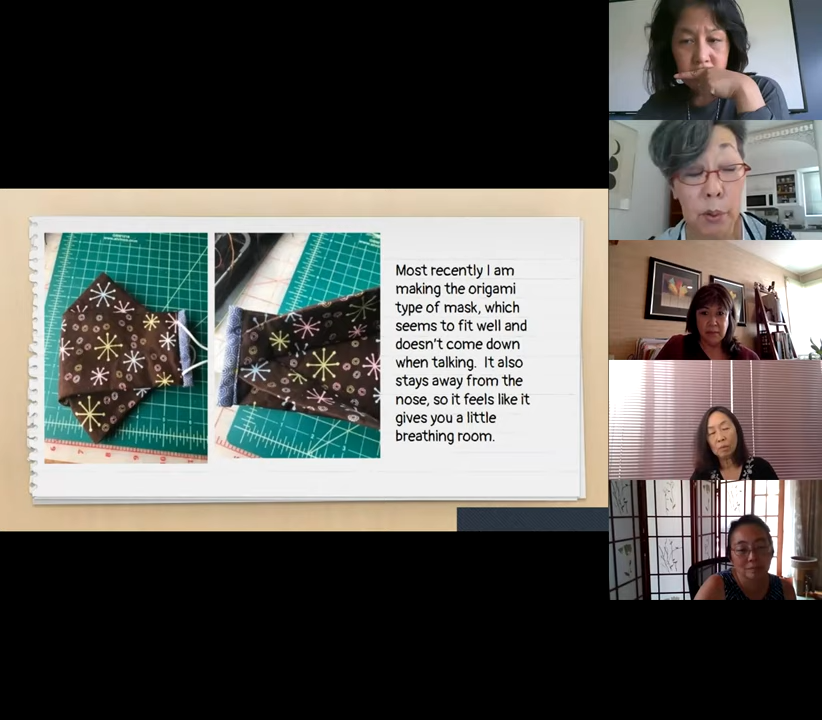 Most recently I am
making the origami
type of mask, which
seems to fit well and
doesn't come down
when talking. It also
stays away from the
nose, so it feels like it
gives you a little
breathing room.